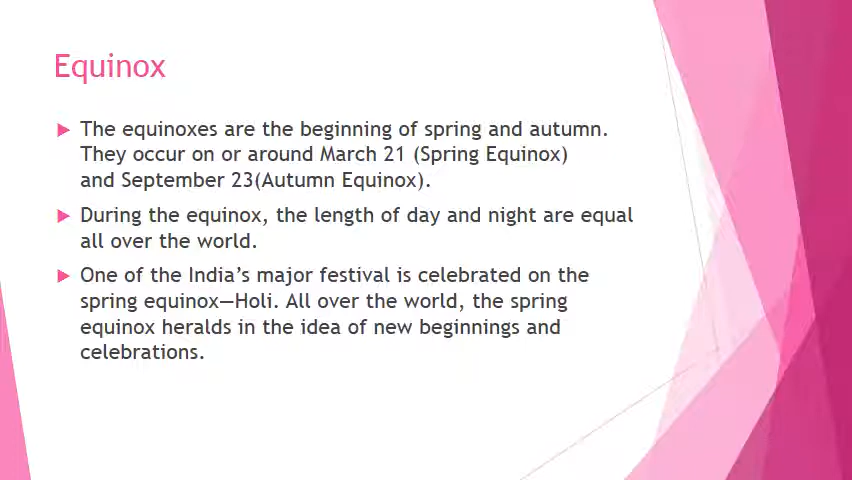 Equinox
The equinoxes are the beginning of spring and autumn.
They occur on or around March 21 (Spring Equinox)
and September 23(Autumn Equinox).
During the equinox, the length of day and night are equal
all over the world.
One of the India’s major festival is celebrated on the
spring equinox—Holi. All over the world, the spring
equinox heralds in the idea of new beginnings and
celebrations.